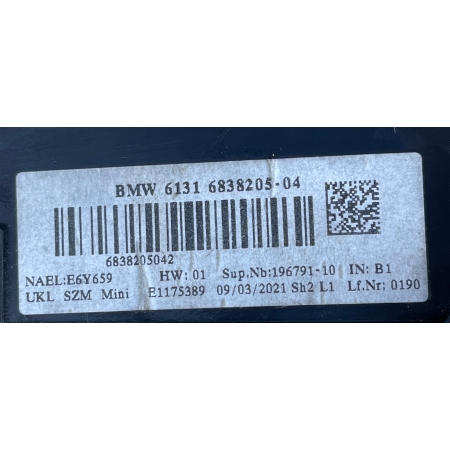 BMW 6131 6838205-04
6838205042
NAEL:E6Y659 HW: 01 Sup.Nb:196791-10 IN: B1
UKL SZM Mini E1175389 09/03/2021 Sh2 L1 Lf.Nr: 0190